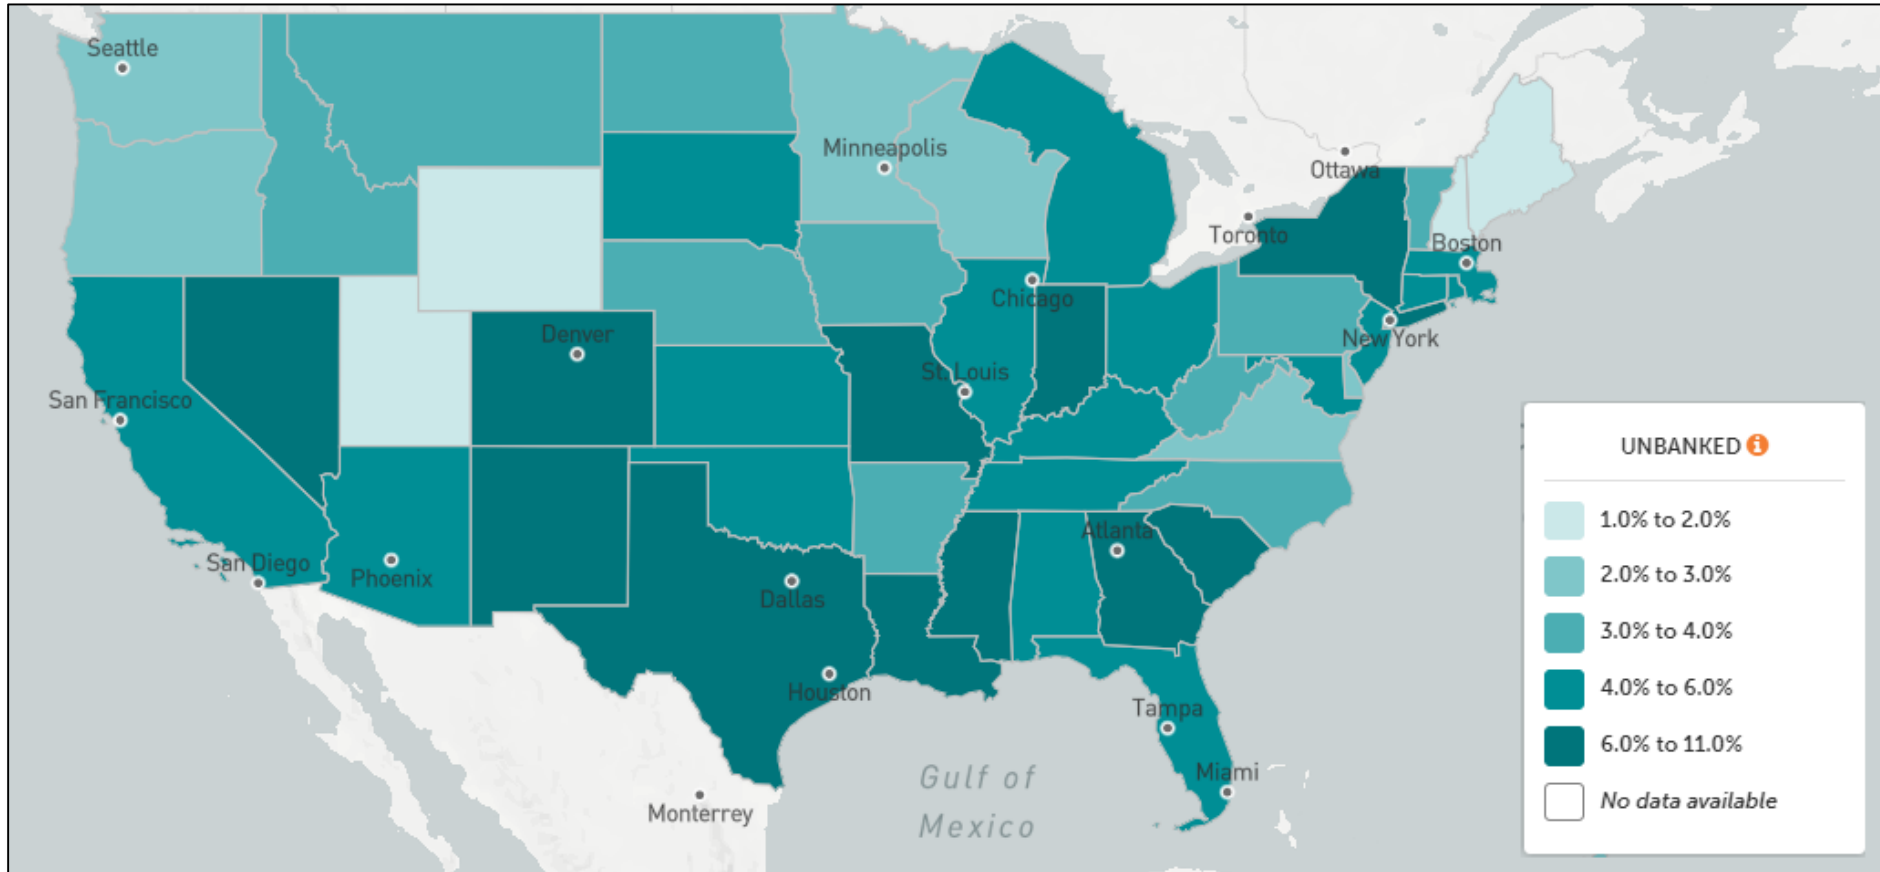 Seattle
Minneapolis
Ottawa
Toronto
Boston
Chicago
Denver
New York
St. Louis
San Francisco
Atlanta
San Diego
Phoenix
Dallas
Houston
Tampa
Miami
Monterrey
Gulf of
Mexico
UNBANKED
1.0% to 2.0%
2.0% to 3.0%
3.0% to 4.0%
4.0% to 6.0%
6.0% to 11.0%
No data available